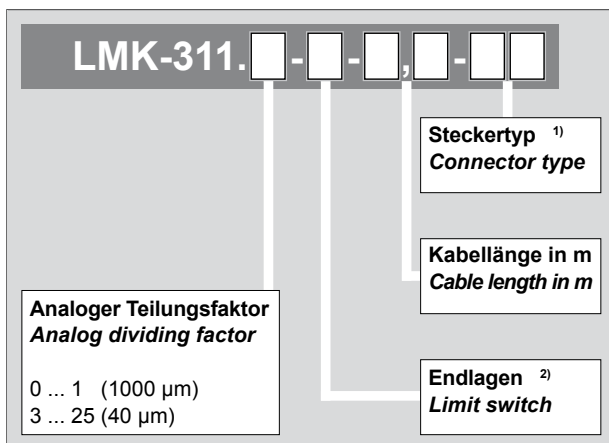 LMK-311.□-□-□,□-□□
Steckertyp 1)
Connector type
Kabellänge in m
Cable length in m
Analoger Teilungsfaktor
Analog dividing factor
0 ... 1 (1000 µm)
3 ... 25 (40 µm)
Endlagen 2)
Limit switch